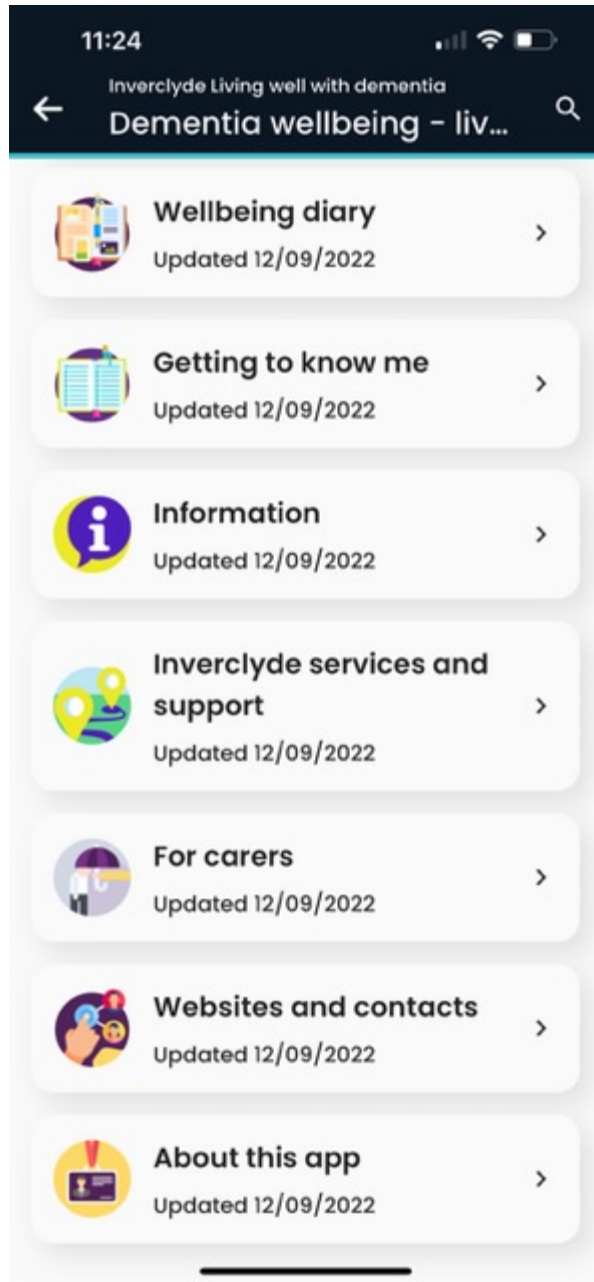 11:24
Inverclyde Living well with dementia
Dementia wellbeing - liv...
Wellbeing diary
Updated 12/09/2022
Getting to know me
Updated 12/09/2022
Information
Updated 12/09/2022
Inverclyde services and
support
Updated 12/09/2022
For carers
Updated 12/09/2022
Websites and contacts
Updated 12/09/2022
About this app
Updated 12/09/2022